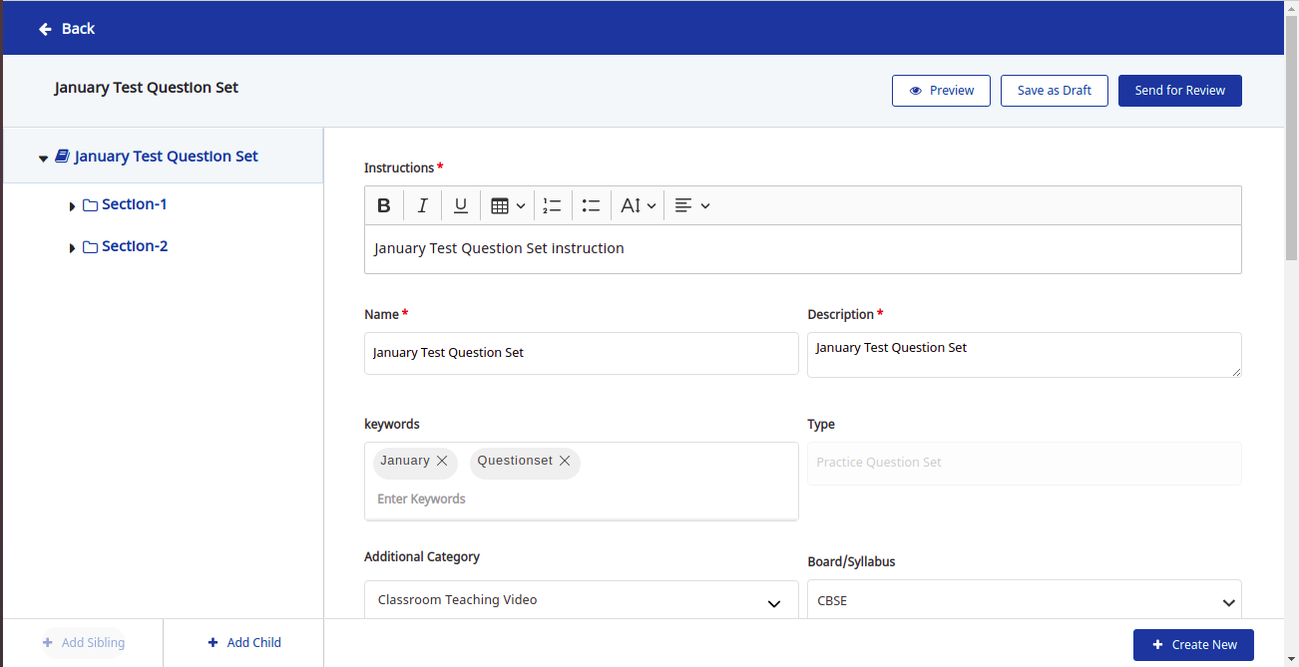 Back
January Test Question Set
Preview
Save as Draft
Send for Review
January Test Question Set
Section-1
Section-2
Add Sibling
Add Child
Instructions *
B I U AI
January Test Question Set instruction
Name *
Description *
January Test Question Set
January Test Question Set
keywords
Type
January
Questionset
Enter Keywords
Practice Question Set
Additional Category
Board/Syllabus
Classroom Teaching Video
CBSE
Create New